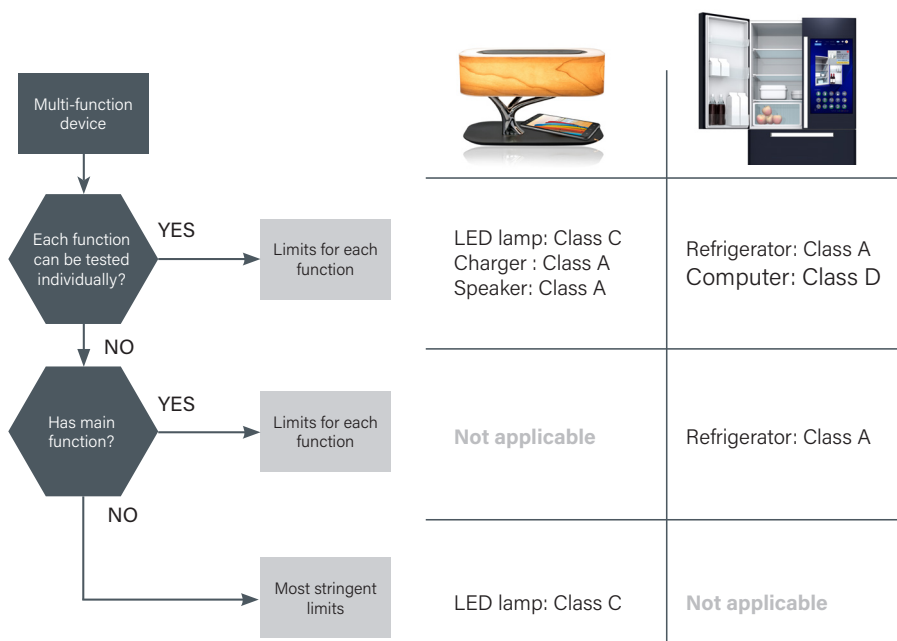 Multi-function
device
Each function
can be tested
individually?
YES
Limits for each
function
LED lamp: Class C
Charger : Class A
Speaker: Class A
Refrigerator: Class A
Computer: Class D
NO
Has main
function?
YES
Limits for each
function
Not applicable
Refrigerator: Class A
NO
Most stringent
limits
LED lamp: Class C
Not applicable